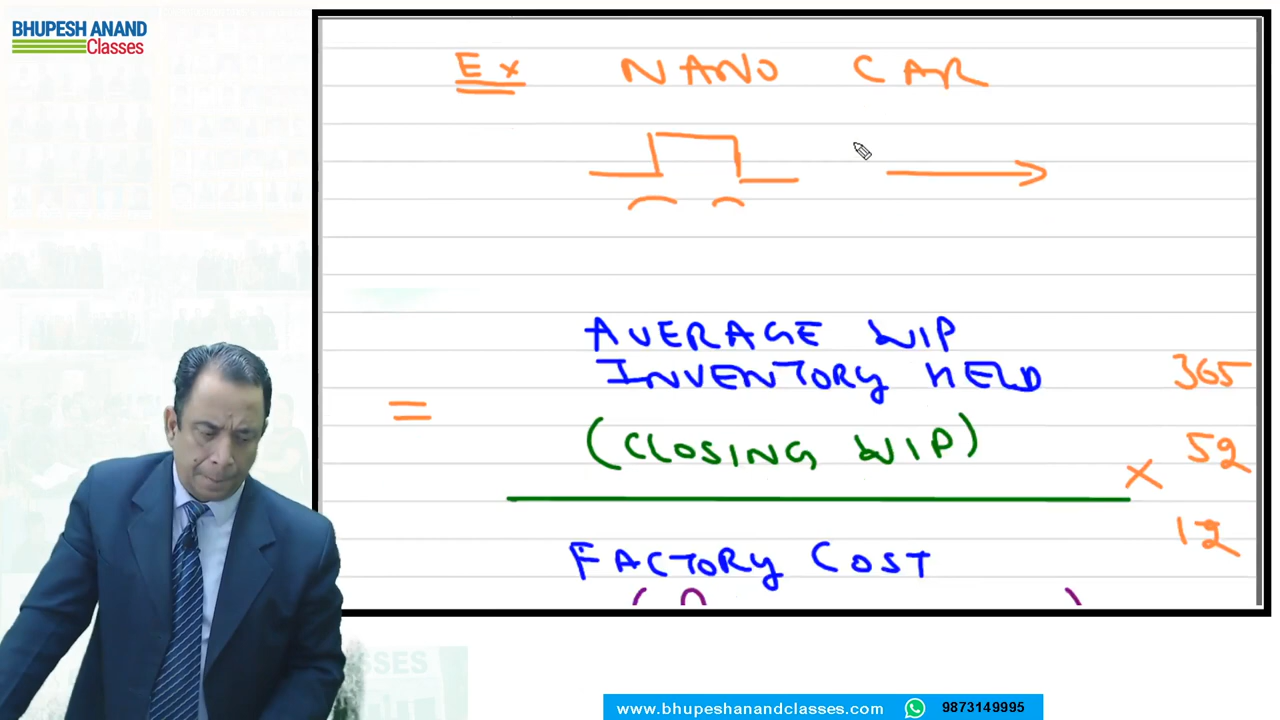 BHUPESH ANAND
Classes
Ex NANO CAR
AVERAGE WIP
INVENTORY HELD
365
=
(CLOSING WIP)
× 52
12
FACTORY COST
www.bhupeshanandclasses.com 9873149995